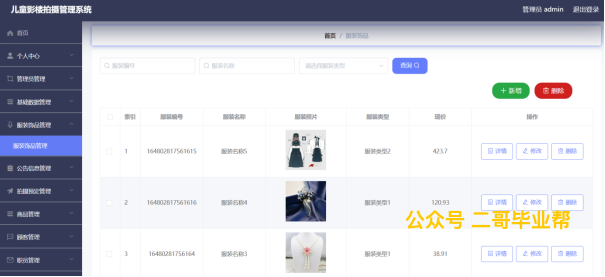 儿童影楼拍摄管理系统
管理员 admin 退出登录
首页
个人中心
管理员管理
基础数据管理
服装饰品管理
服装饰品管理
公告信息管理
拍摄预定管理
商品管理
顾客管理
职员管理
首页 / 服装饰品
服装编号
服装名称
请选择服装类型
查询
+ 新增
删除
索引 服装编号 服装名称 服装照片 服装类型 现价 操作
1 164802817561615 服装名称5 服装类型2 423.7 详情 修改 删除
2 164802817561616 服装名称4 服装类型1 120.93 详情 修改 删除
3 16480281756164 服装名称3 服装类型1 38.91 详情 修改 删除
公众号 二哥毕业帮